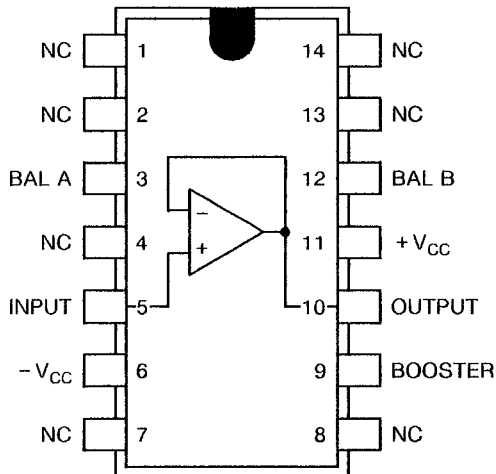 NC 1 14 NC
NC 2 13 NC
BAL A 3 12 BAL B
NC 4 11 +VCC
INPUT 5 10 OUTPUT
−VCC 6 9 BOOSTER
NC 7 8 NC
−
+